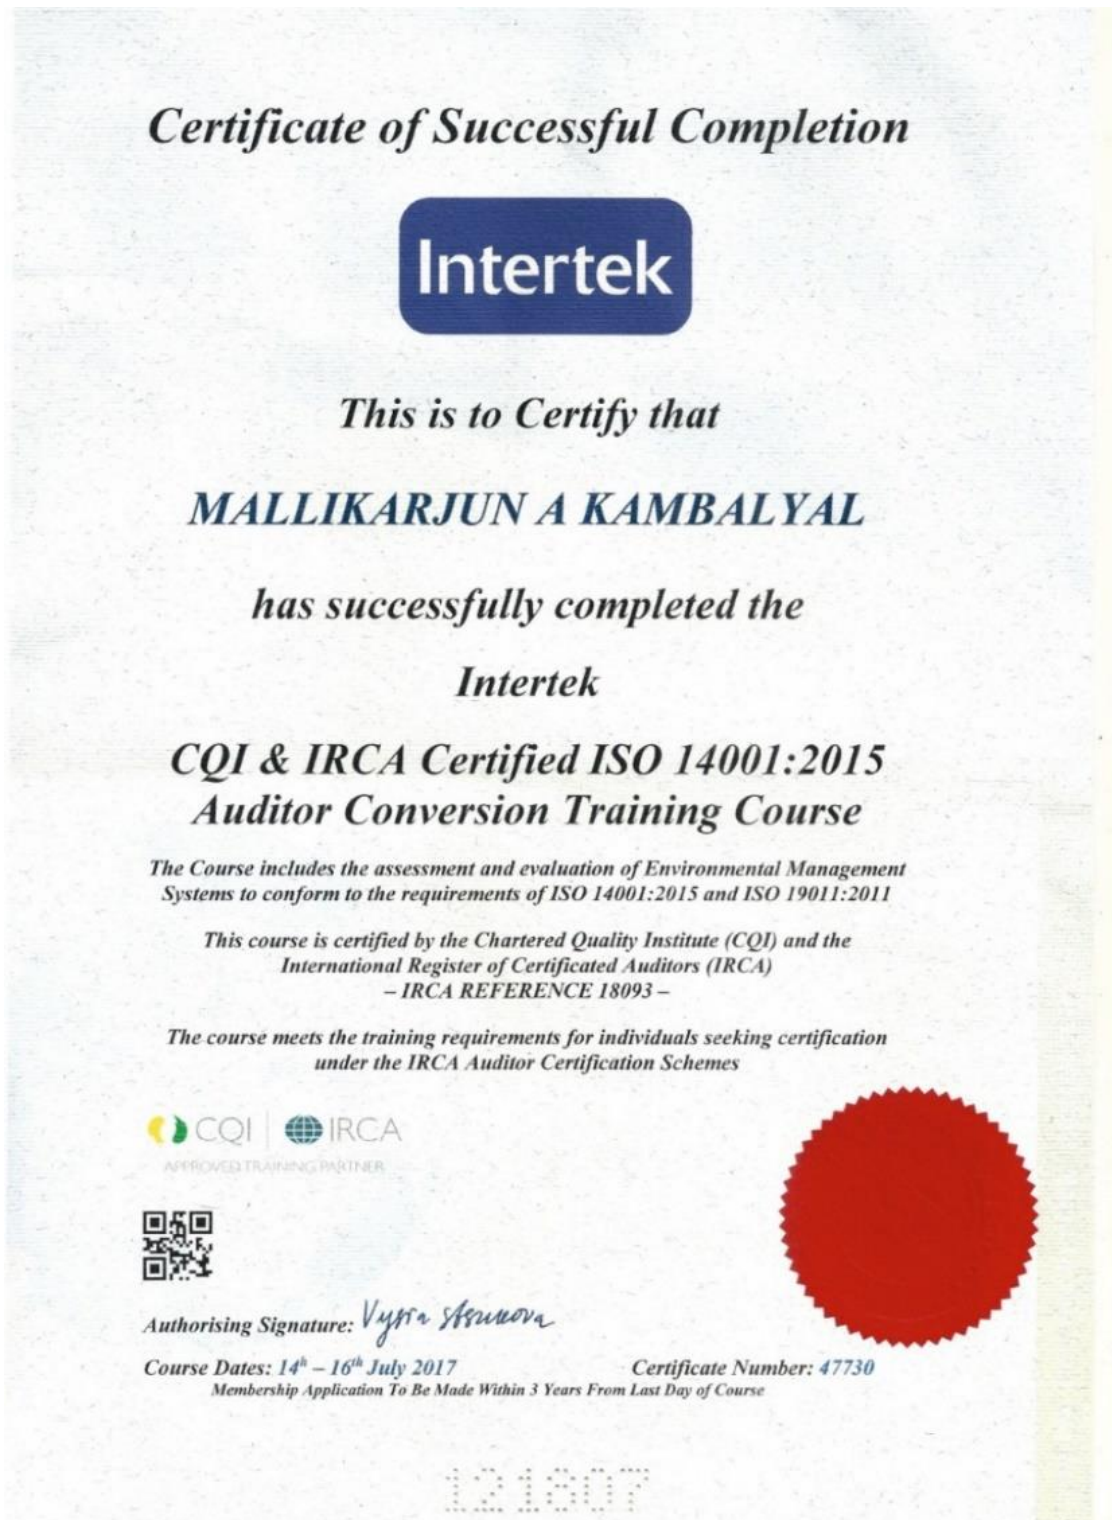 Certificate of Successful Completion
Intertek
This is to Certify that
MALLIKARJUN A KAMBALYAL
has successfully completed the
Intertek
CQI & IRCA Certified ISO 14001:2015
Auditor Conversion Training Course
The Course includes the assessment and evaluation of Environmental Management
Systems to conform to the requirements of ISO 14001:2015 and ISO 19011:2011
This course is certified by the Chartered Quality Institute (CQI) and the
International Register of Certificated Auditors (IRCA)
– IRCA REFERENCE 18093 –
The course meets the training requirements for individuals seeking certification
under the IRCA Auditor Certification Schemes
CQI | IRCA
APPROVED TRAINING PARTNER
Authorising Signature:
Course Dates: 14h – 16th July 2017 Certificate Number: 47730
Membership Application To Be Made Within 3 Years From Last Day of Course
121807